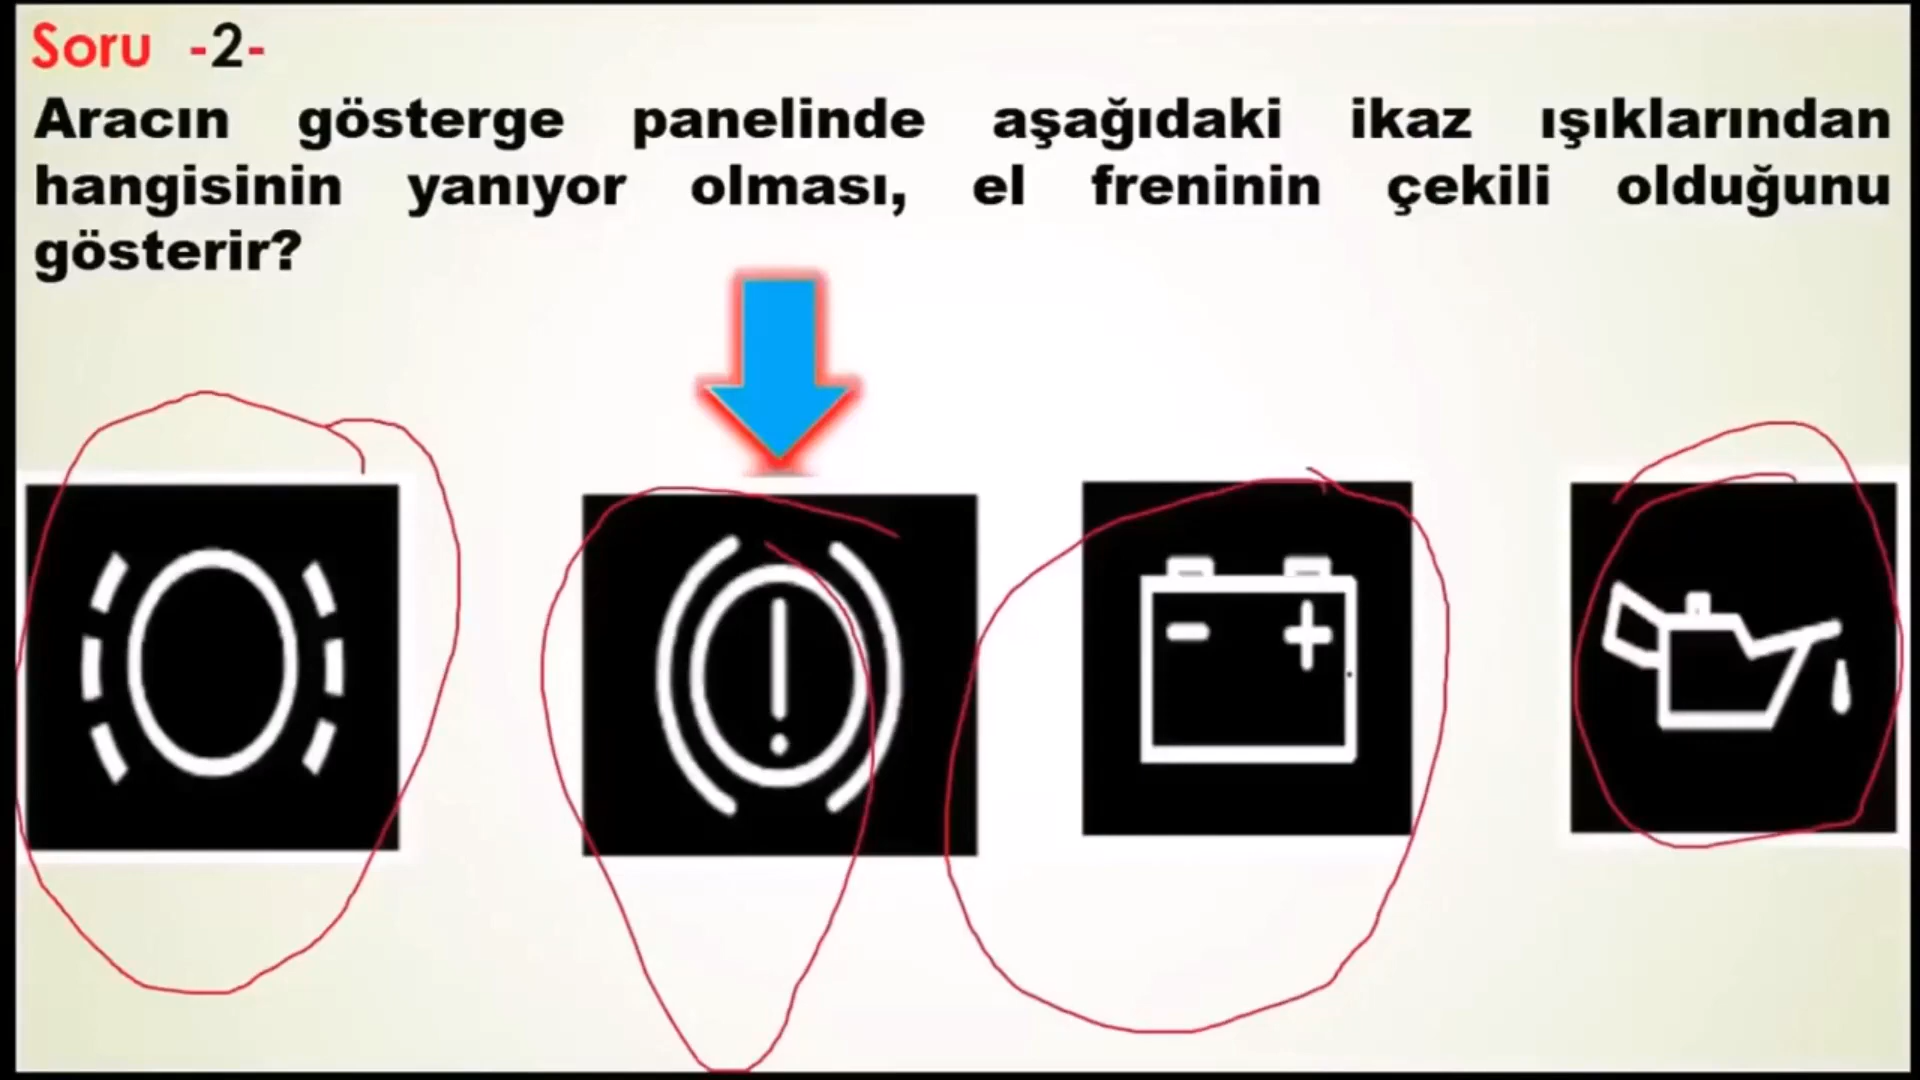 Soru -2-
Aracın gösterge panelinde aşağıdaki ikaz ışıklarından
hangisinin yanıyor olması, el freninin çekili olduğunu
gösterir?